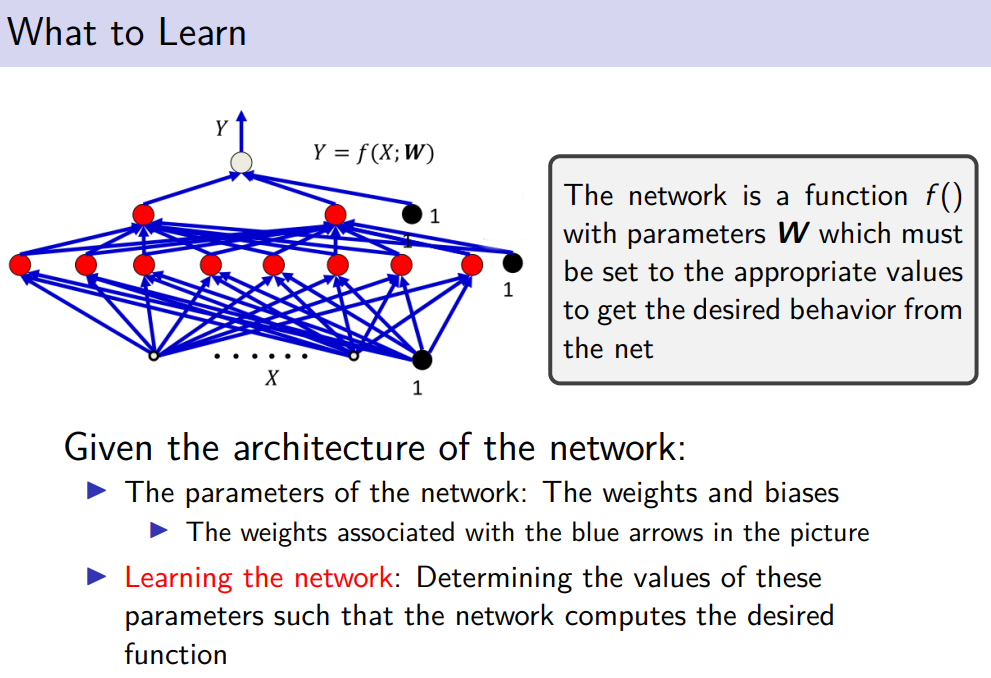 What to Learn
Y
Y = f(X; W)
1
1
1
X
1
The network is a function f()
with parameters W which must
be set to the appropriate values
to get the desired behavior from
the net
Given the architecture of the network:
▶ The parameters of the network: The weights and biases
▶ The weights associated with the blue arrows in the picture
▶ Learning the network: Determining the values of these
parameters such that the network computes the desired
function